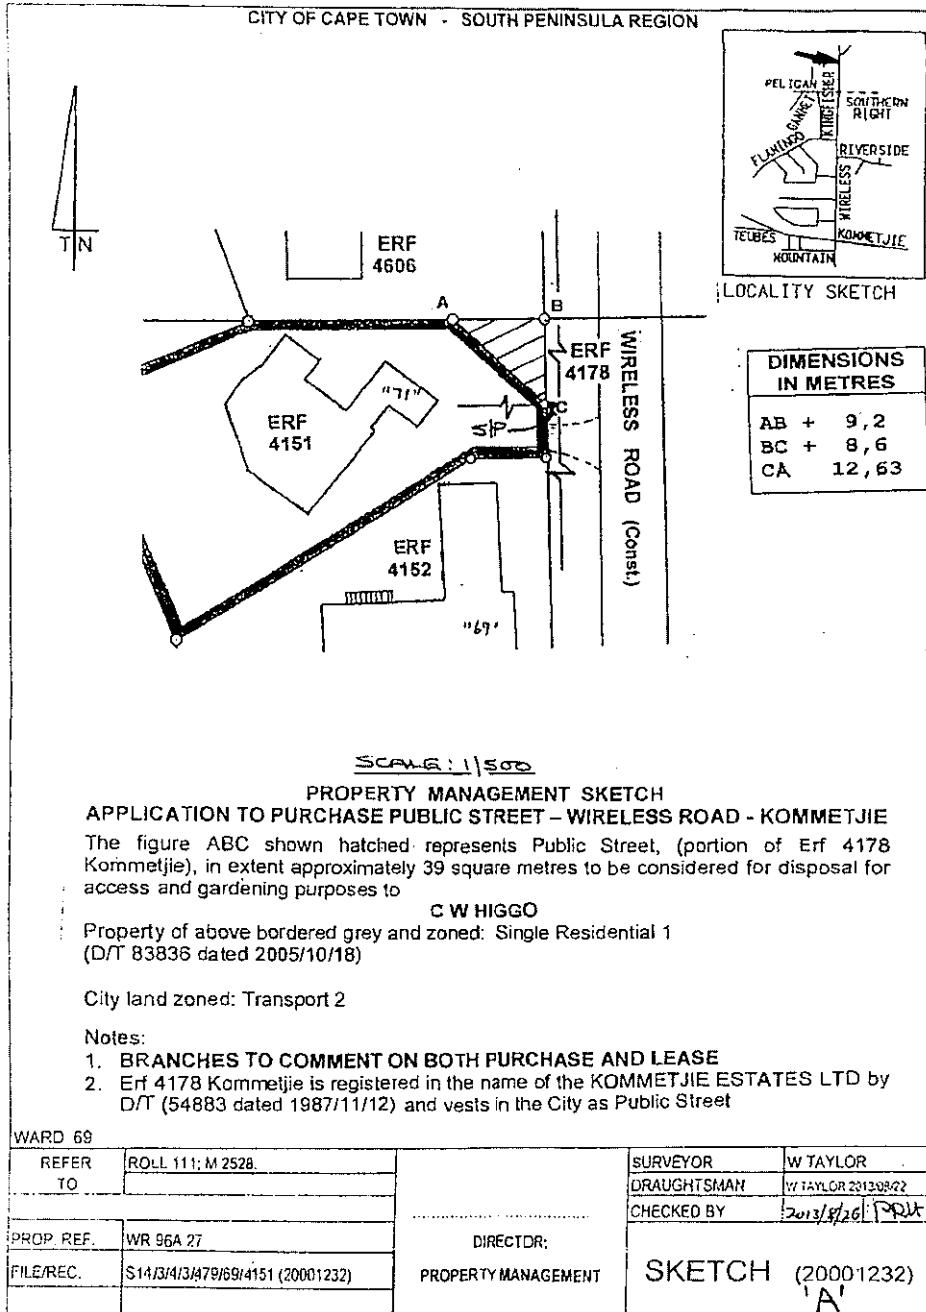 CITY OF CAPE TOWN - SOUTH PENINSULA REGION
PELIGAN
GANNET
KINGFISHER
SOUTHERN
RIGHT
FLAMINGO
RIVERSIDE
WIRELESS
TEUBES
KOMMETJIE
MOUNTAIN
LOCALITY SKETCH
TN
ERF
4606
A
B
ERF
4178
WIRELESS ROAD (Const.)
"71"
ERF
4151
C
S/P
ERF
4152
"69"
DIMENSIONS
IN METRES
AB + 9,2
BC + 8,6
CA 12,63
SCALE: 1/500
PROPERTY MANAGEMENT SKETCH
APPLICATION TO PURCHASE PUBLIC STREET – WIRELESS ROAD - KOMMETJIE
The figure ABC shown hatched represents Public Street, (portion of Erf 4178
Kommetjie), in extent approximately 39 square metres to be considered for disposal for
access and gardening purposes to
C W HIGGO
Property of above bordered grey and zoned: Single Residential 1
(D/T 83836 dated 2005/10/18)
City land zoned: Transport 2
Notes:
1. BRANCHES TO COMMENT ON BOTH PURCHASE AND LEASE
2. Erf 4178 Kommetjie is registered in the name of the KOMMETJIE ESTATES LTD by
D/T (54883 dated 1987/11/12) and vests in the City as Public Street
WARD 69
REFER
TO
ROLL 111; M 2528.
PROP. REF. WR 96A 27
FILE/REC. S14/3/4/3/479/69/4151 (20001232)
DIRECTOR:
PROPERTY MANAGEMENT
SURVEYOR W TAYLOR
DRAUGHTSMAN W TAYLOR 2013/08/22
CHECKED BY 2013/8/26
SKETCH (20001232)
'A'